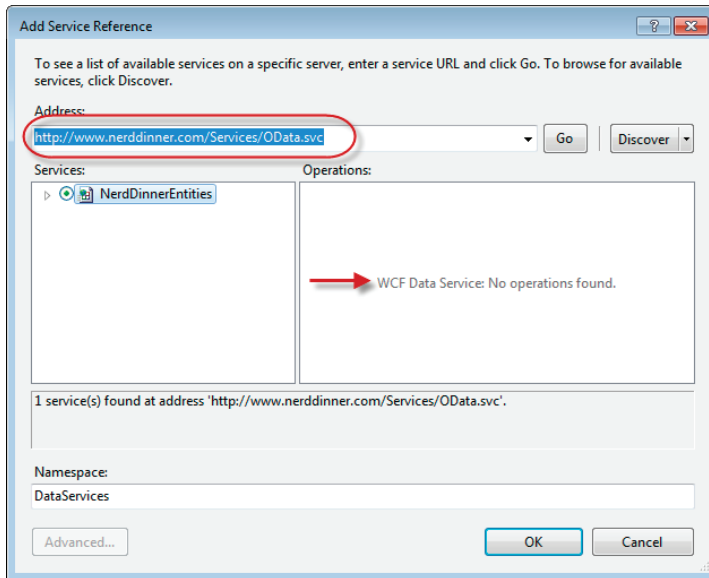 Add Service Reference
To see a list of available services on a specific server, enter a service URL and click Go. To browse for available
services, click Discover.
Address:
http://www.nerddinner.com/Services/OData.svc
Go
Discover
Services:
Operations:
NerdDinnerEntities
WCF Data Service: No operations found.
1 service(s) found at address 'http://www.nerddinner.com/Services/OData.svc'.
Namespace:
DataServices
Advanced...
OK
Cancel